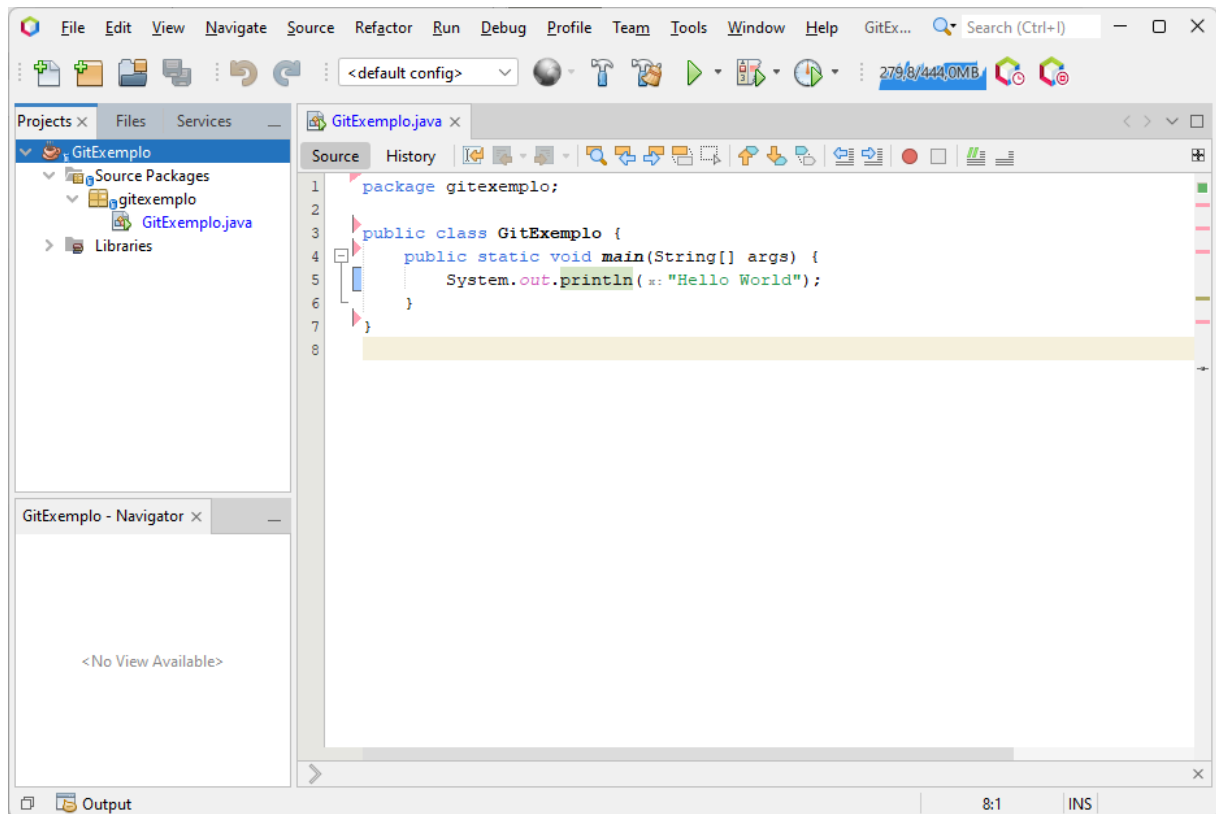 File Edit View Navigate Source Refactor Run Debug Profile Team Tools Window Help GitEx... Search (Ctrl+I)
<default config> 279,8/444,0MB
Projects Files Services
GitExemplo
Source Packages
gitexemplo
GitExemplo.java
Libraries
GitExemplo.java
Source History
1 package gitexemplo;
2
3 public class GitExemplo {
4 public static void main(String[] args) {
5 System.out.println( x: "Hello World");
6 }
7 }
8
GitExemplo - Navigator
<No View Available>
Output 8:1 INS